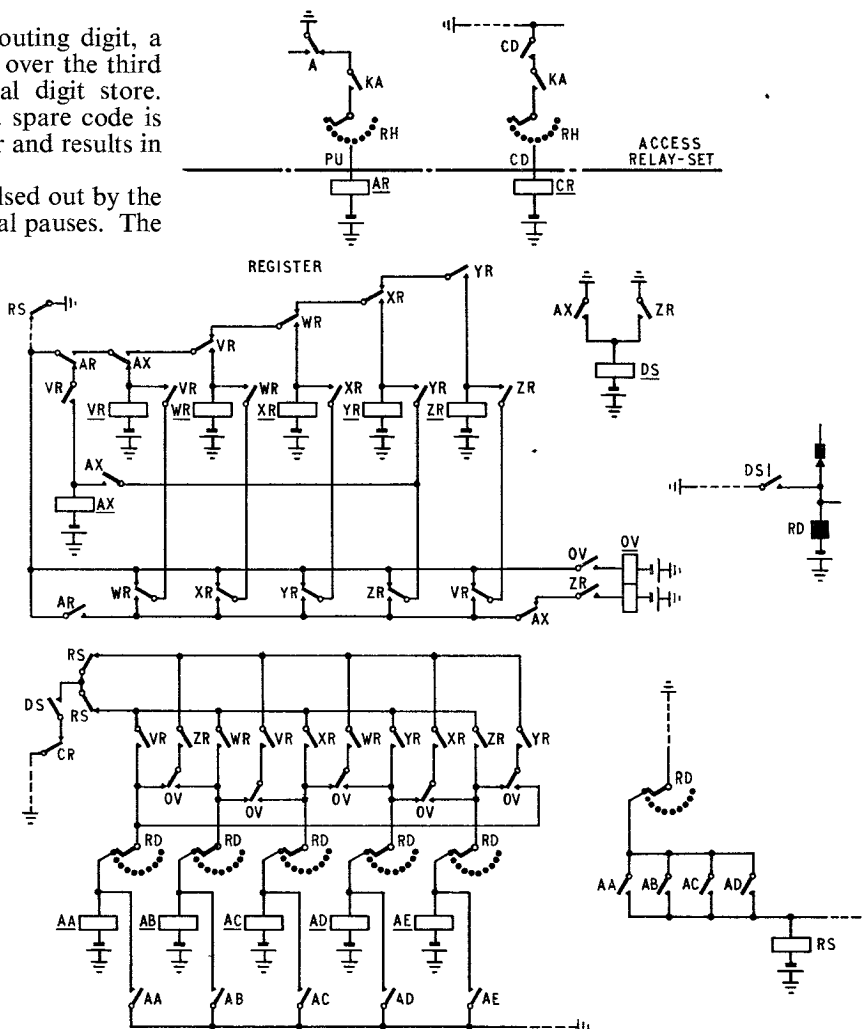 outing digit, a
over the third
al digit store.
spare code is
r and results in
lsed out by the
al pauses. The
A
KA
RH
PU
AR
CD
KA
RH
CD
CR
ACCESS
RELAY-SET
REGISTER
RS
AR
AX
VR
WR
XR
YR
VR
VR
VR
WR
WR
XR
XR
YR
YR
ZR
ZR
AX
ZR
DS
AX
AX
DSI
RD
AR
WR
XR
YR
ZR
VR
AX
OV
ZR
OV
RS
DS
RS
CR
VR
ZR
WR
VR
XR
WR
YR
XR
ZR
YR
OV
OV
OV
OV
OV
RD
RD
RD
RD
RD
AA
AB
AC
AD
AE
AA
AB
AC
AD
AE
RD
AA
AB
AC
AD
RS